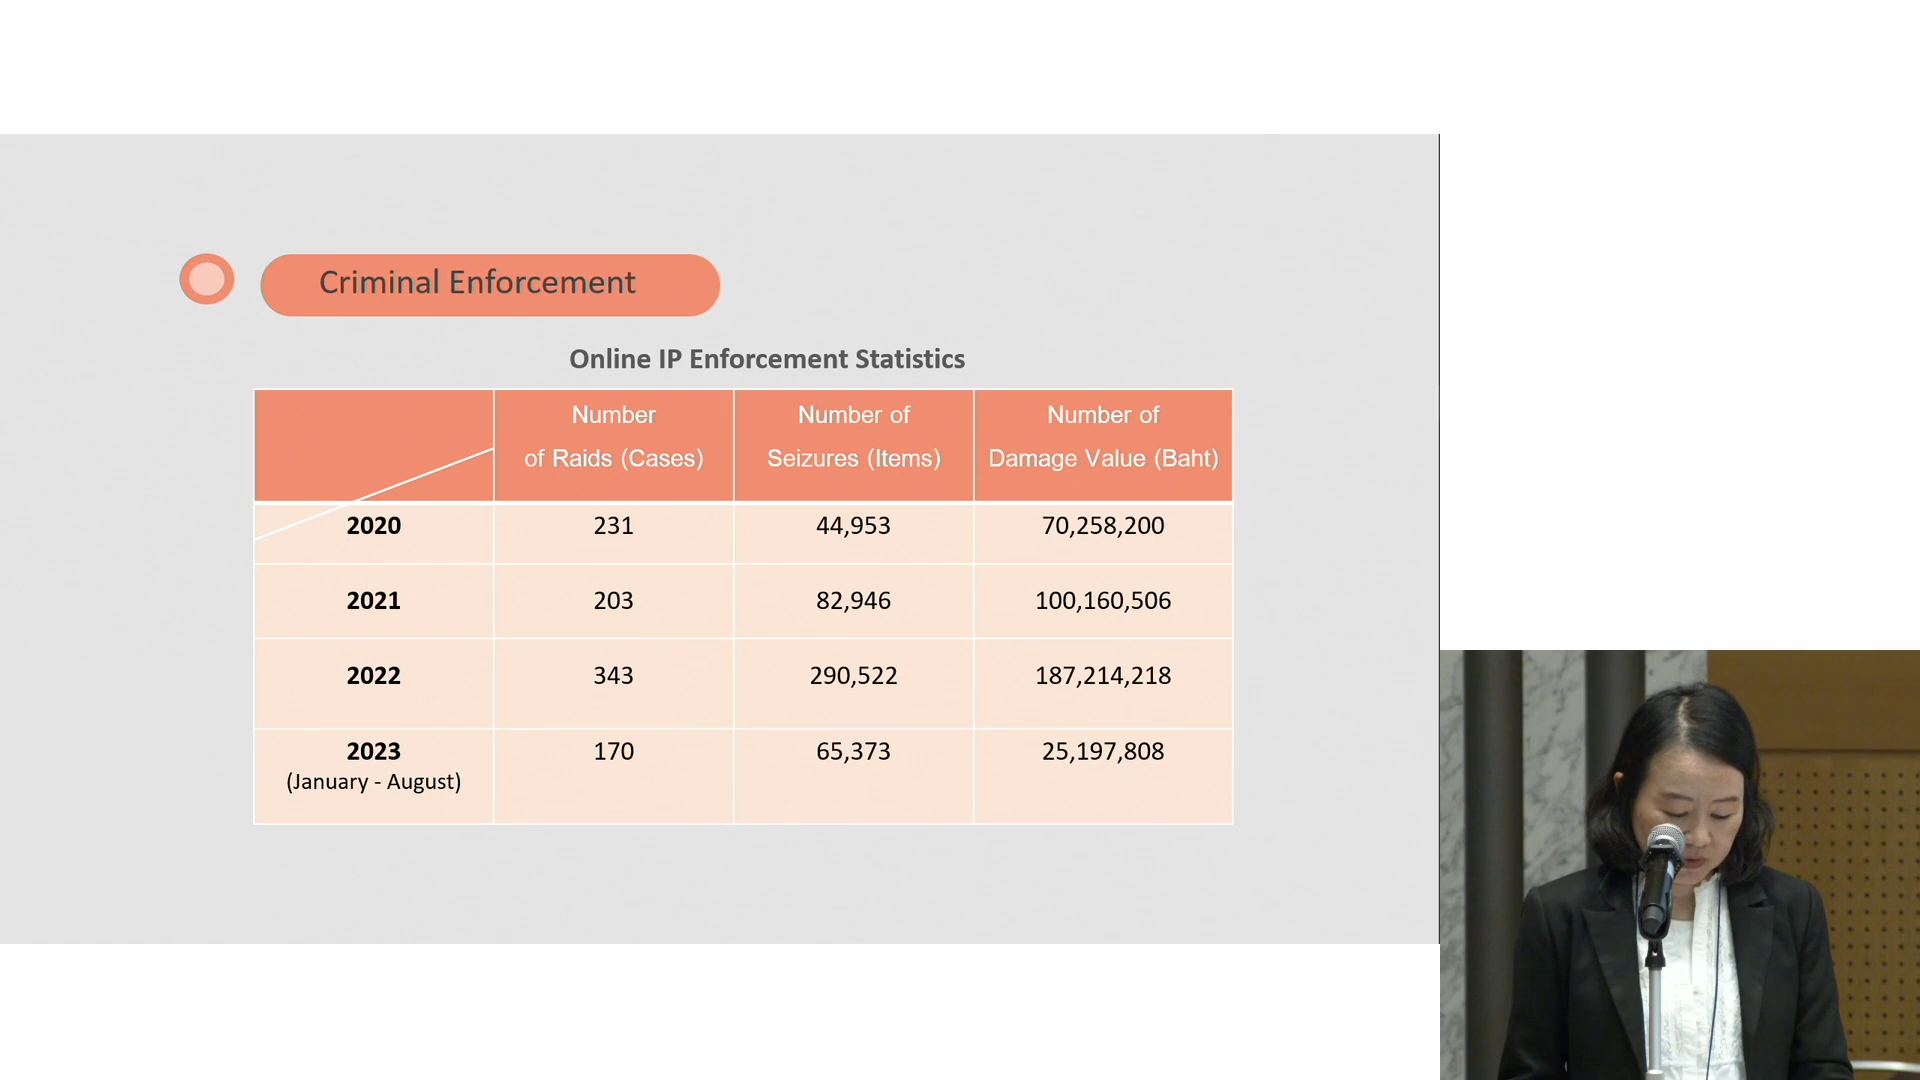 Criminal Enforcement
Online IP Enforcement Statistics
Number of Raids (Cases)
Number of Seizures (Items)
Number of Damage Value (Baht)
2020 231 44,953 70,258,200
2021 203 82,946 100,160,506
2022 343 290,522 187,214,218
2023 170 65,373 25,197,808
(January - August)